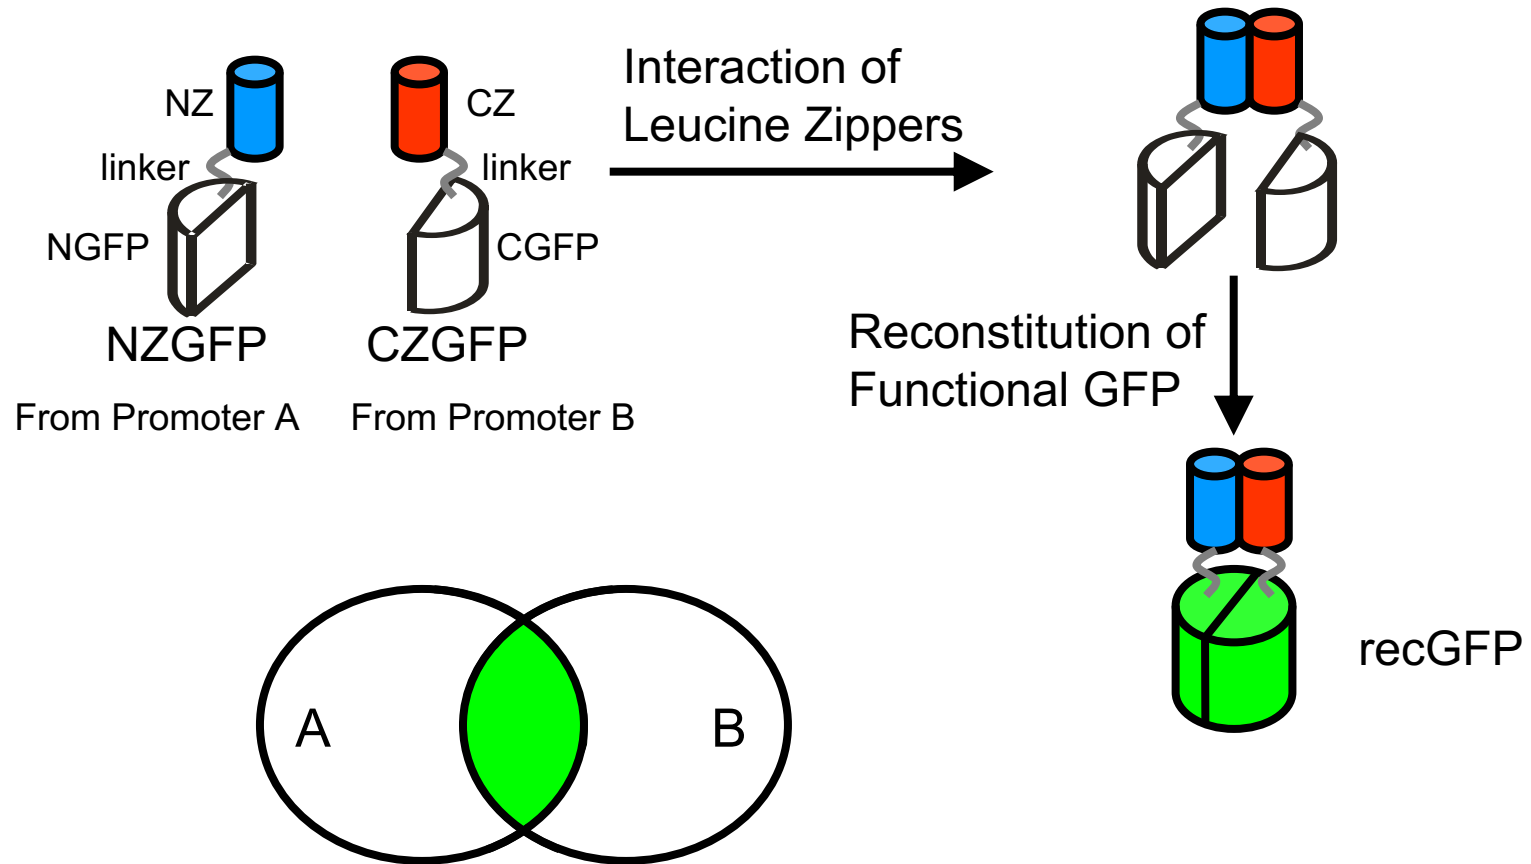 NZ
CZ
linker
linker
NGFP
CGFP
NZGFP
CZGFP
From Promoter A
From Promoter B
Interaction of
Leucine Zippers
Reconstitution of
Functional GFP
recGFP
A
B